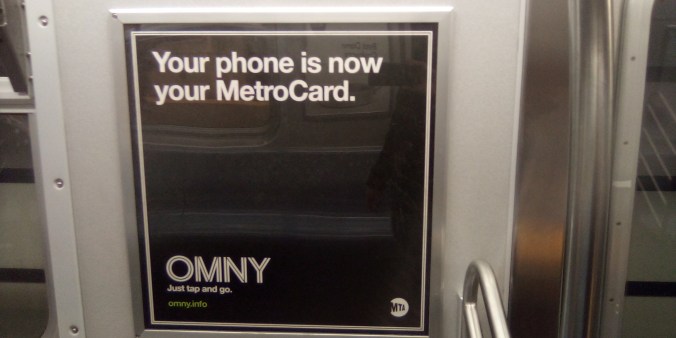 Your phone is now
your MetroCard.
OMNY
Just tap and go.
omny.info
MTA